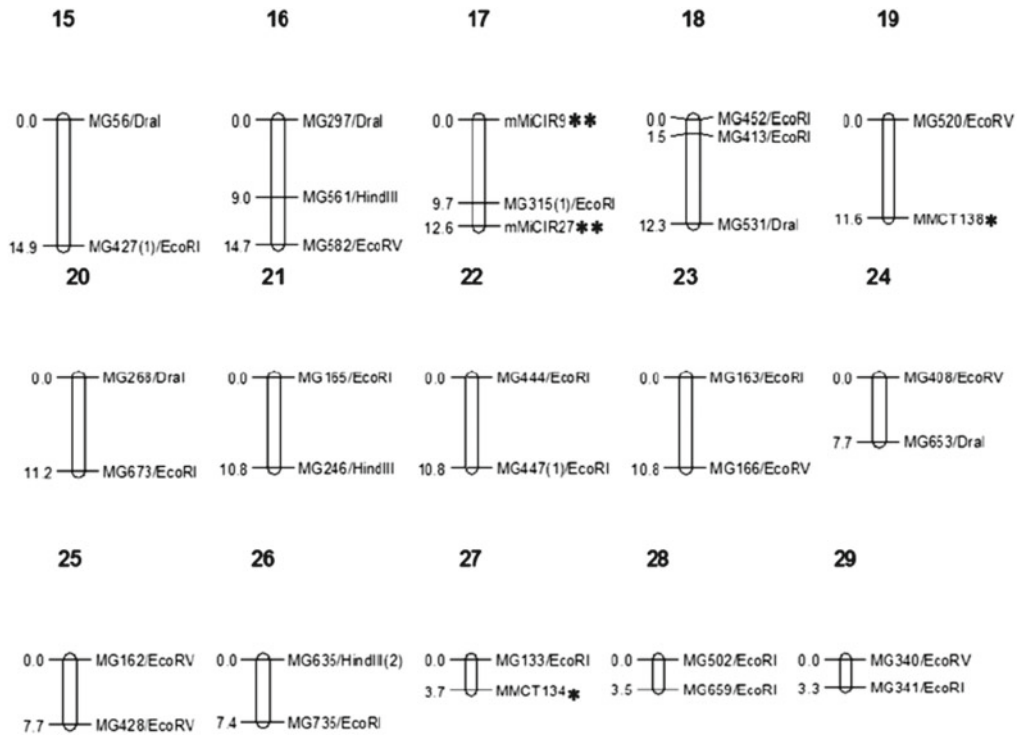 15 16 17 18 19
0.0 MG56/DraI 0.0 MG297/DraI 0.0 mMiCIR9** 0.0 MG452/EcoRI 0.0 MG520/EcoRV
1.5 MG413/EcoRI
9.0 MG561/HindIII 9.7 MG315(1)/EcoRI
14.9 MG427(1)/EcoRI 14.7 MG582/EcoRV 12.6 mMiCIR27** 12.3 MG531/DraI 11.6 MMCT138*
20 21 22 23 24
0.0 MG268/DraI 0.0 MG165/EcoRI 0.0 MG444/EcoRI 0.0 MG163/EcoRI 0.0 MG408/EcoRV
11.2 MG673/EcoRI 10.8 MG246/HindIII 10.8 MG447(1)/EcoRI 10.8 MG166/EcoRV 7.7 MG653/DraI
25 26 27 28 29
0.0 MG162/EcoRV 0.0 MG635/HindIII(2) 0.0 MG133/EcoRI 0.0 MG502/EcoRI 0.0 MG340/EcoRV
7.7 MG428/EcoRV 7.4 MG735/EcoRI 3.7 MMCT134* 3.5 MG659/EcoRI 3.3 MG341/EcoRI